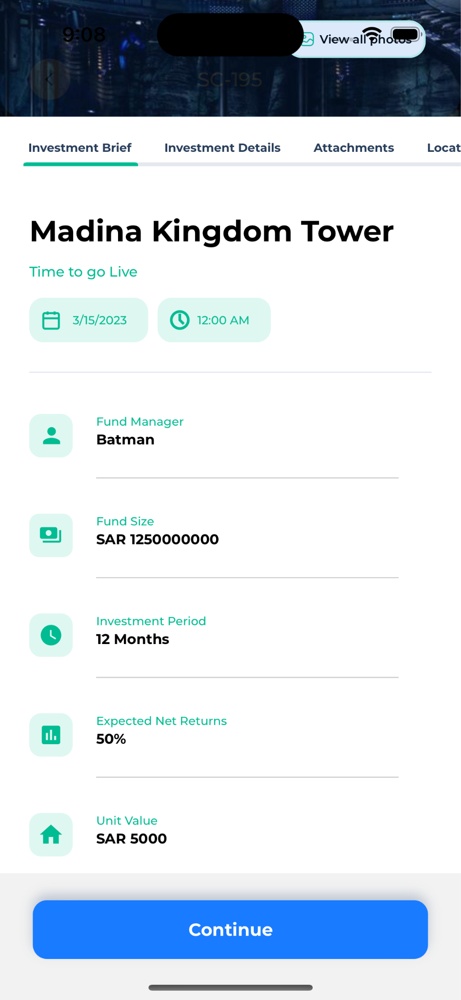 9:08
View all photos
SC-195
Investment Brief
Investment Details
Attachments
Locat
Madina Kingdom Tower
Time to go Live
3/15/2023
12:00 AM
Fund Manager
Batman
Fund Size
SAR 1250000000
Investment Period
12 Months
Expected Net Returns
50%
Unit Value
SAR 5000
Continue